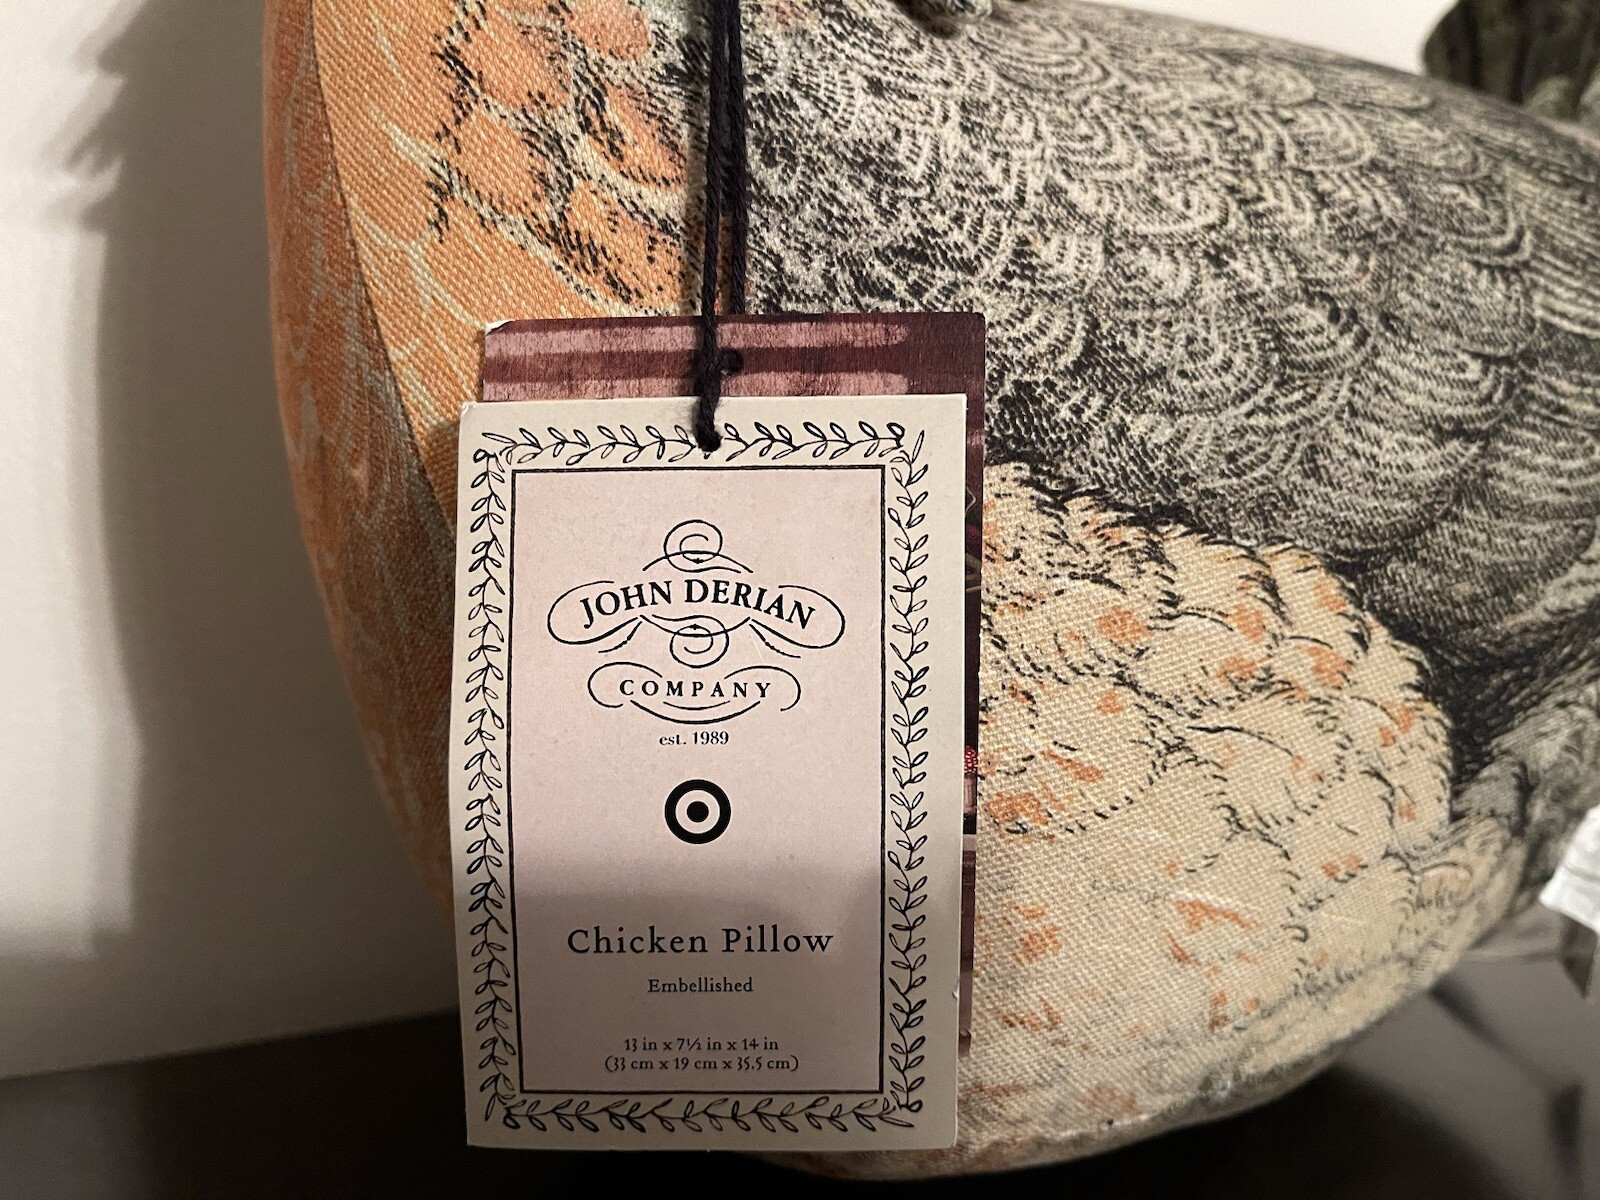 JOHN DERIAN
COMPANY
est. 1989
Chicken Pillow
Embellished
13 in x 7½ in x 14 in
(33 cm x 19 cm x 35.5 cm)